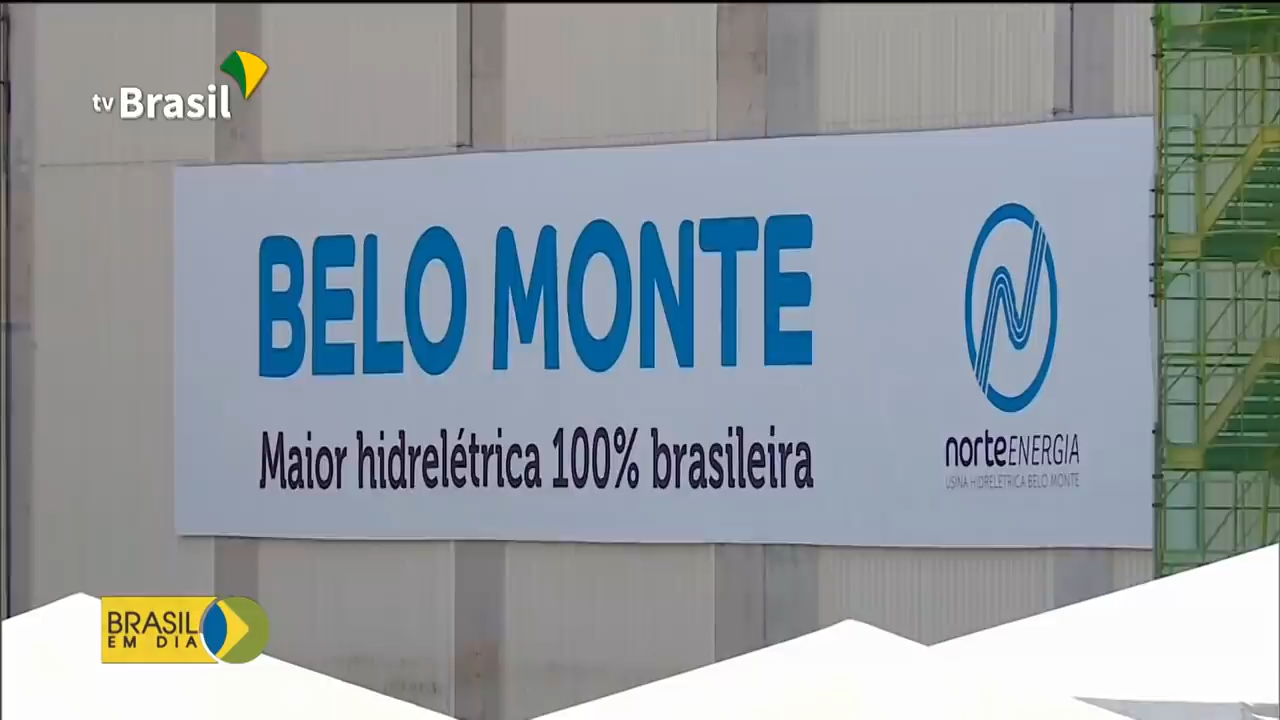 tv Brasil
BELO MONTE
Maior hidrelétrica 100% brasileira
norteENERGIA
USINA HIDRELÉTRICA BELO MONTE
BRASIL
EM DIA